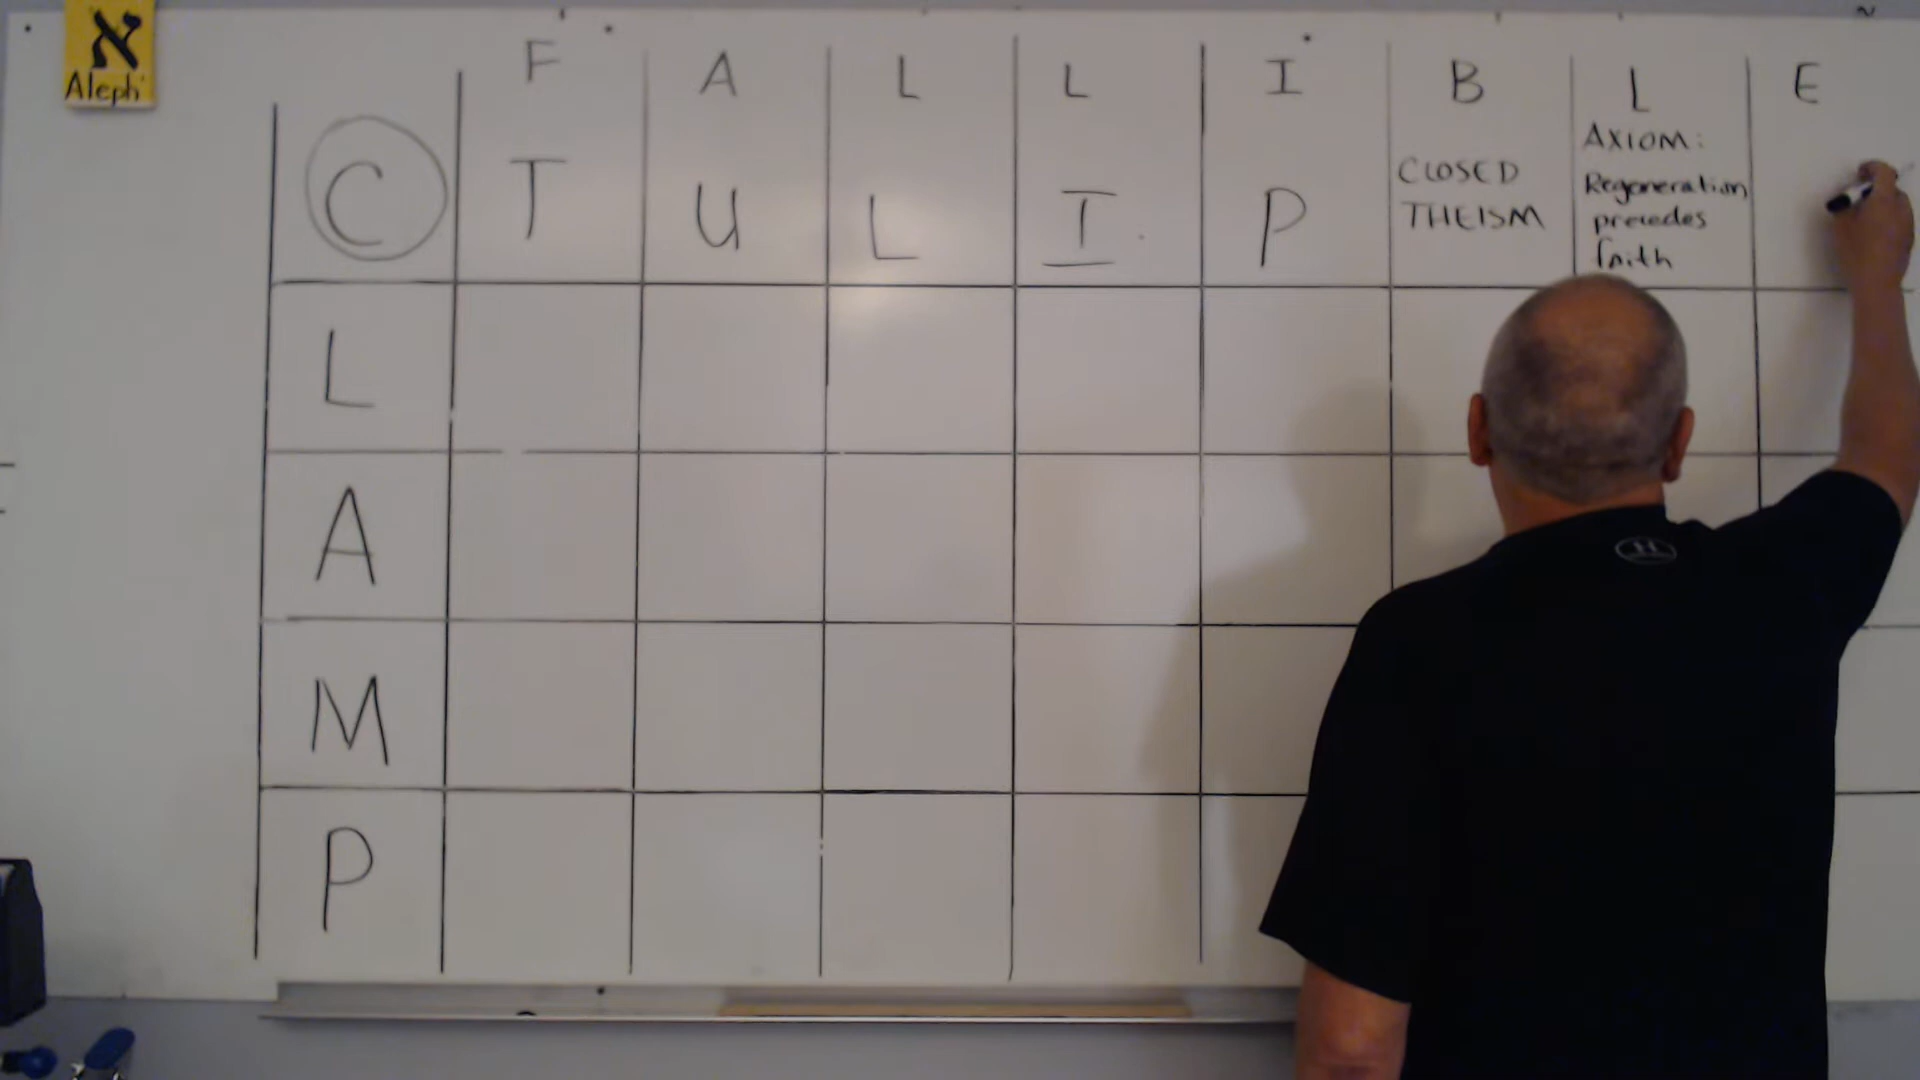 א
Aleph
F A L L I B L E
C T U L I P
CLOSED
THEISM
AXIOM:
Regeneration
precedes
faith
L
A
M
P